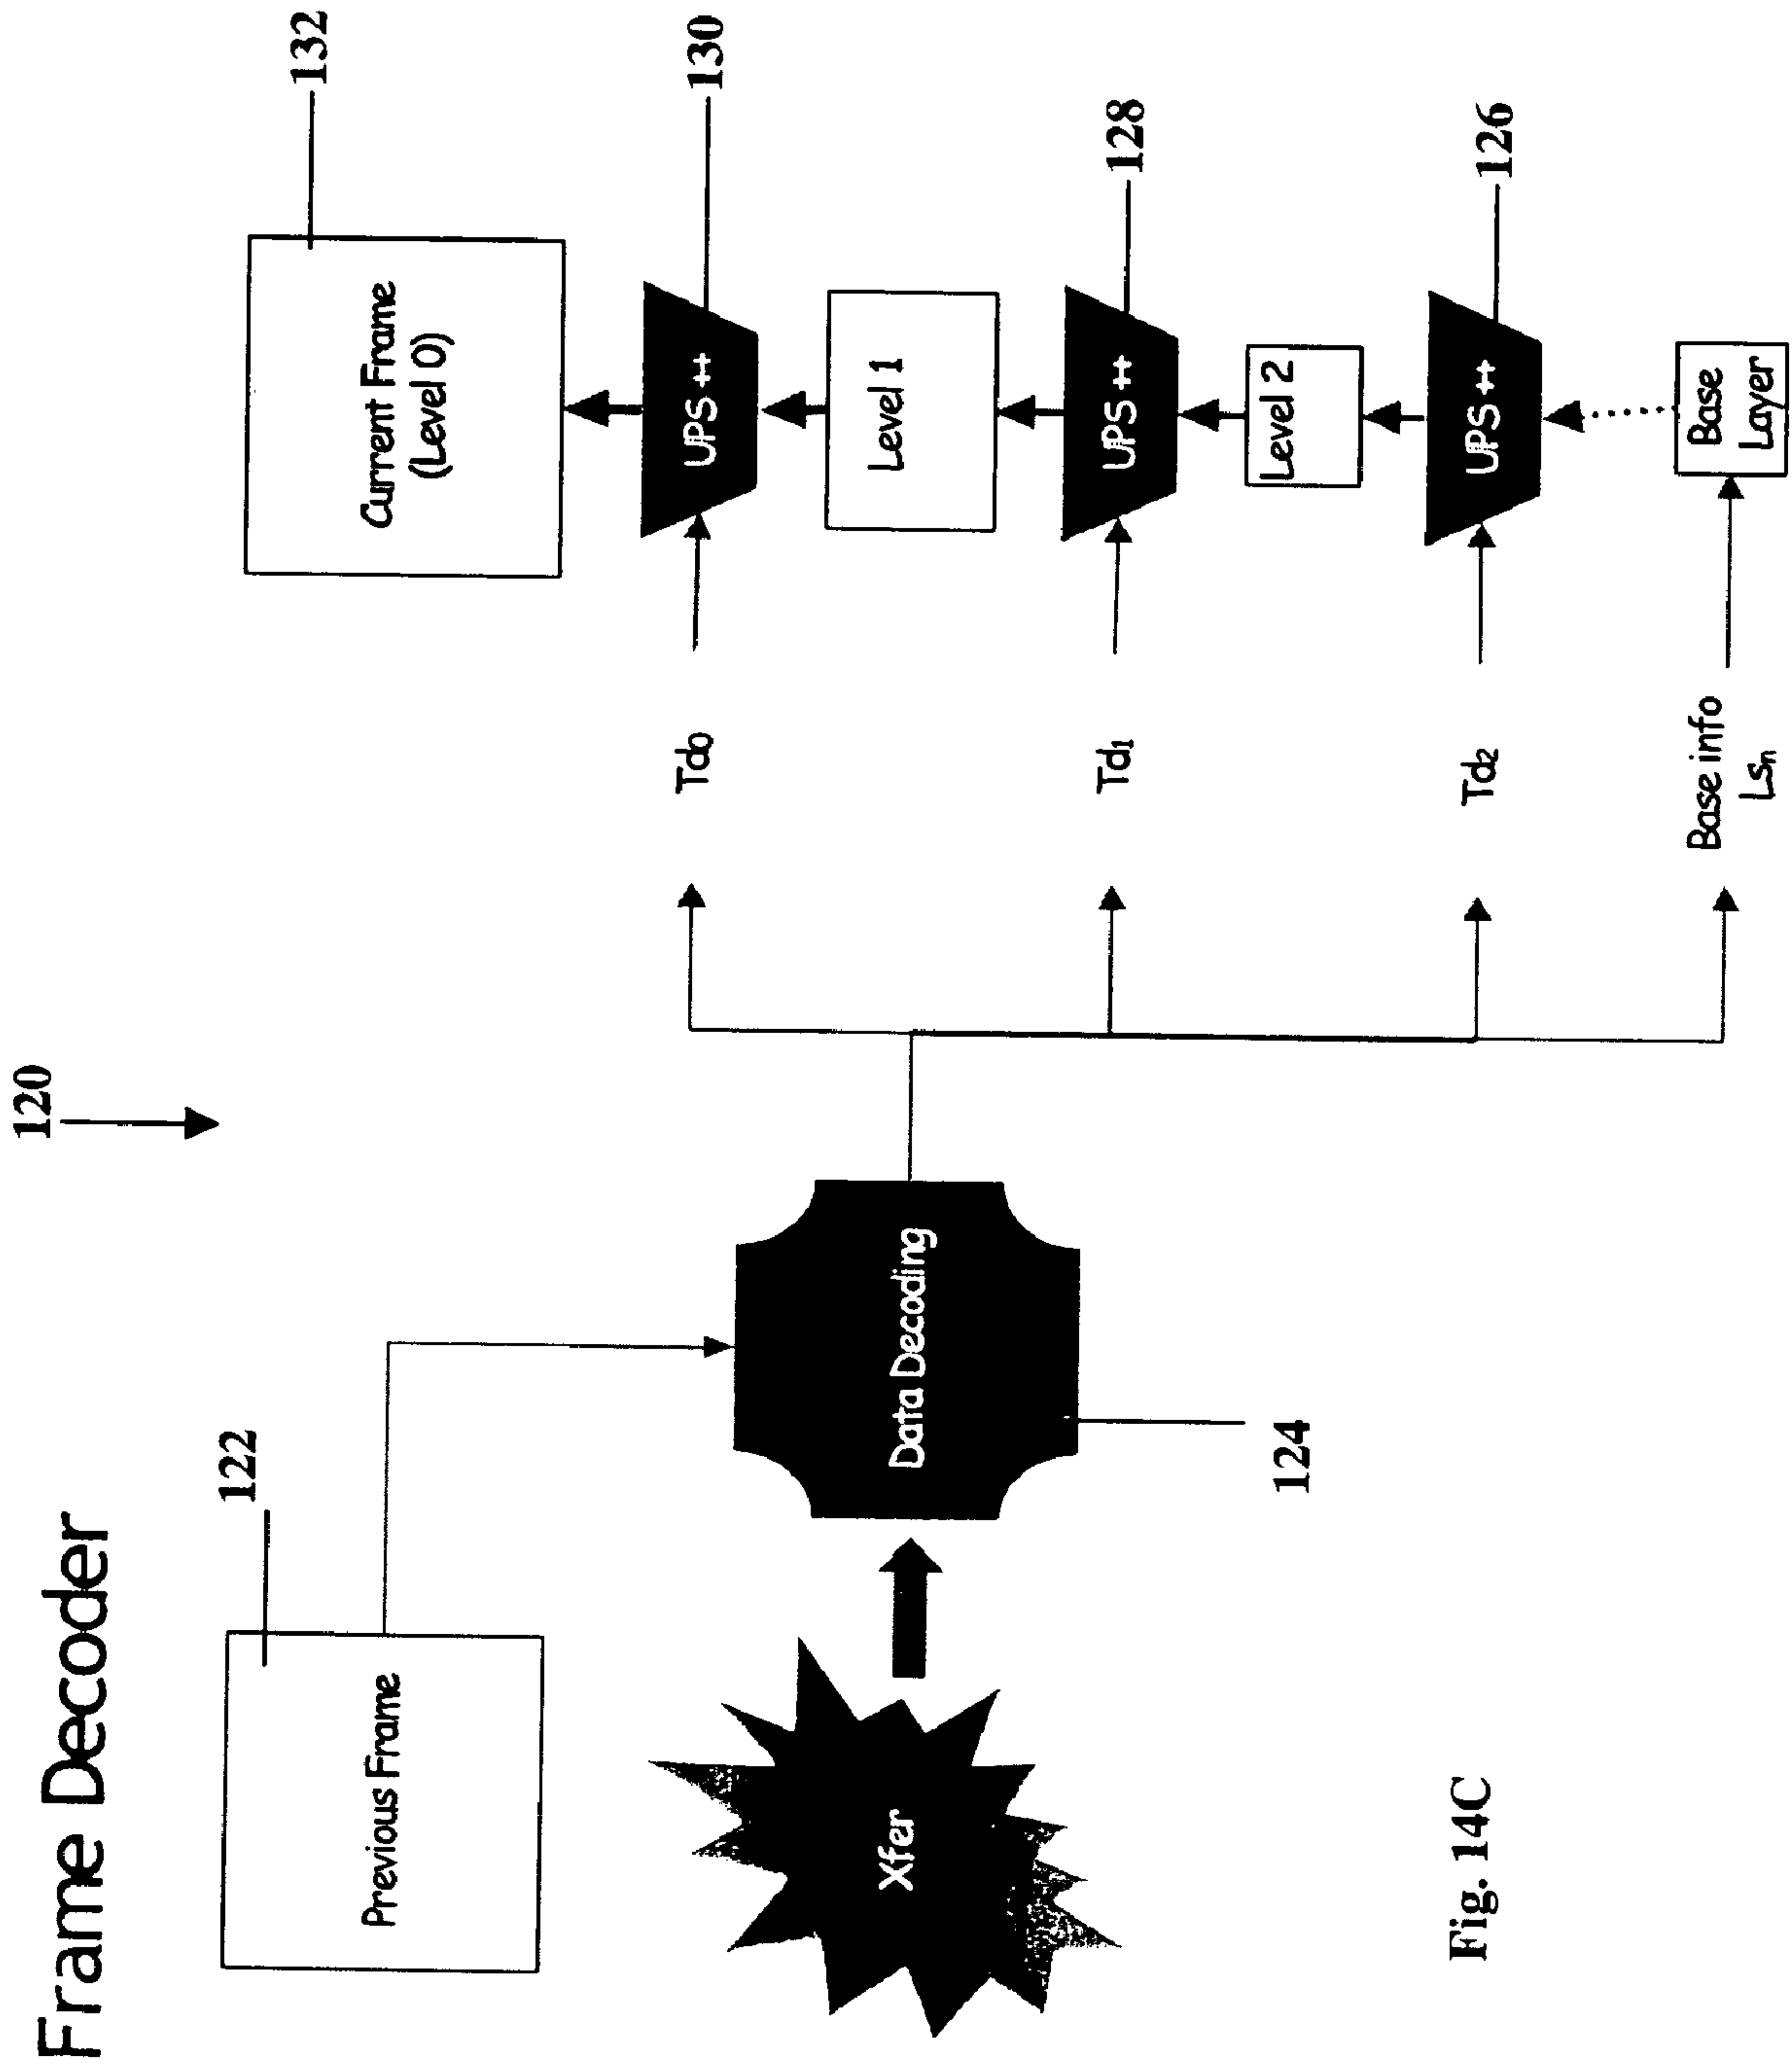 Frame Decoder
120
122
Previous Frame
Xfer
Data Decoding
124
Td0
Td1
Td2
Base info
Lsn
Current Frame
(Level 0)
132
UPS ++
130
Level 1
UPS ++
128
Level 2
UPS ++
126
Base
Layer
Fig. 14C